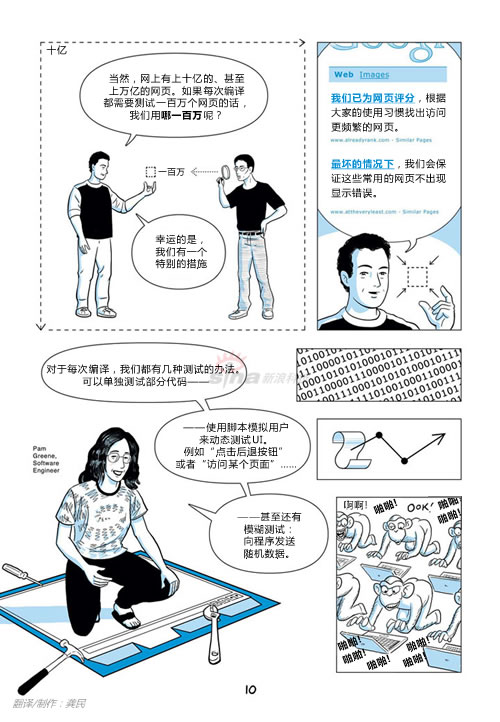 十亿
当然，网上有上十亿的、甚至
上万亿的网页。如果每次编译
都需要测试一百万个网页的话，
我们用哪一百万呢？
一百万
幸运的是，
我们有一个
特别的措施
Web Images
我们已为网页评分，根据
大家的使用习惯找出访问
更频繁的网页。
www.alreadyrank.com - Similar Pages
最坏的情况下，我们会保
证这些常用的网页不出现
显示错误。
www.attheveryleast.com - Similar Pages
对于每次编译，我们都有几种测试的办法。
可以单独测试部分代码——
sina 新浪
——使用脚本模拟用户
来动态测试UI。
例如“点击后退按钮”
或者“访问某个页面”……
Pam
Greene,
Software
Engineer
——甚至还有
模糊测试：
向程序发送
随机数据。
啪啪！
OOK!
啪啪！
啪啪！
啪啪！
啪啪！
啪啪！
10
翻译/制作：龚民